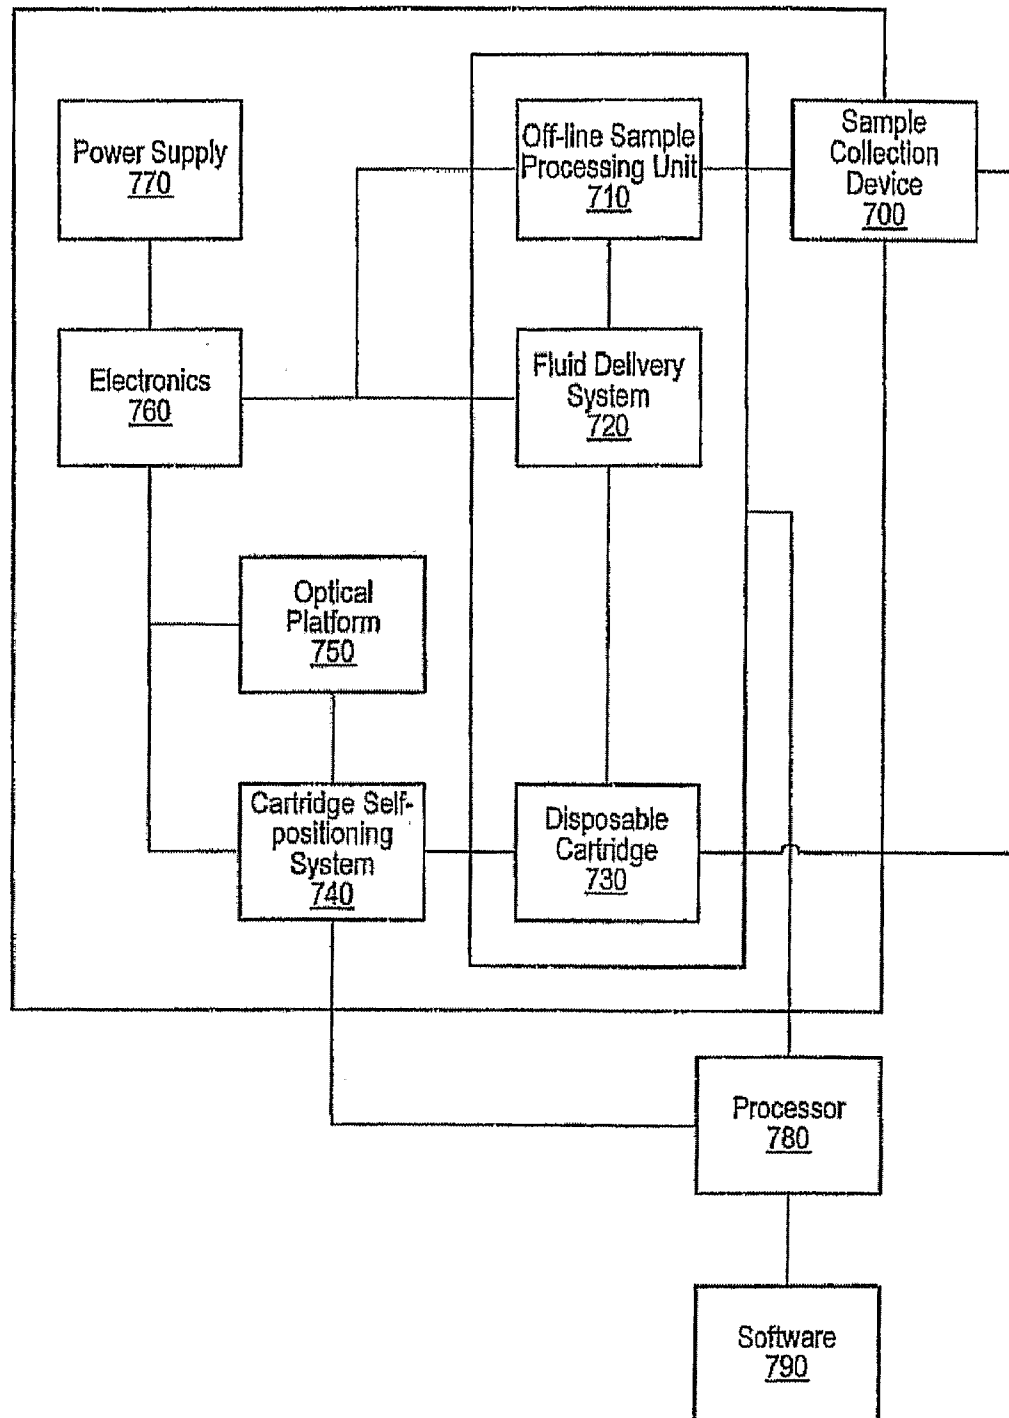 Power Supply
770
Off-line Sample
Processing Unit
710
Sample
Collection
Device
700
Electronics
760
Fluid Delivery
System
720
Optical
Platform
750
Cartridge Self-
positioning
System
740
Disposable
Cartridge
730
Processor
780
Software
790